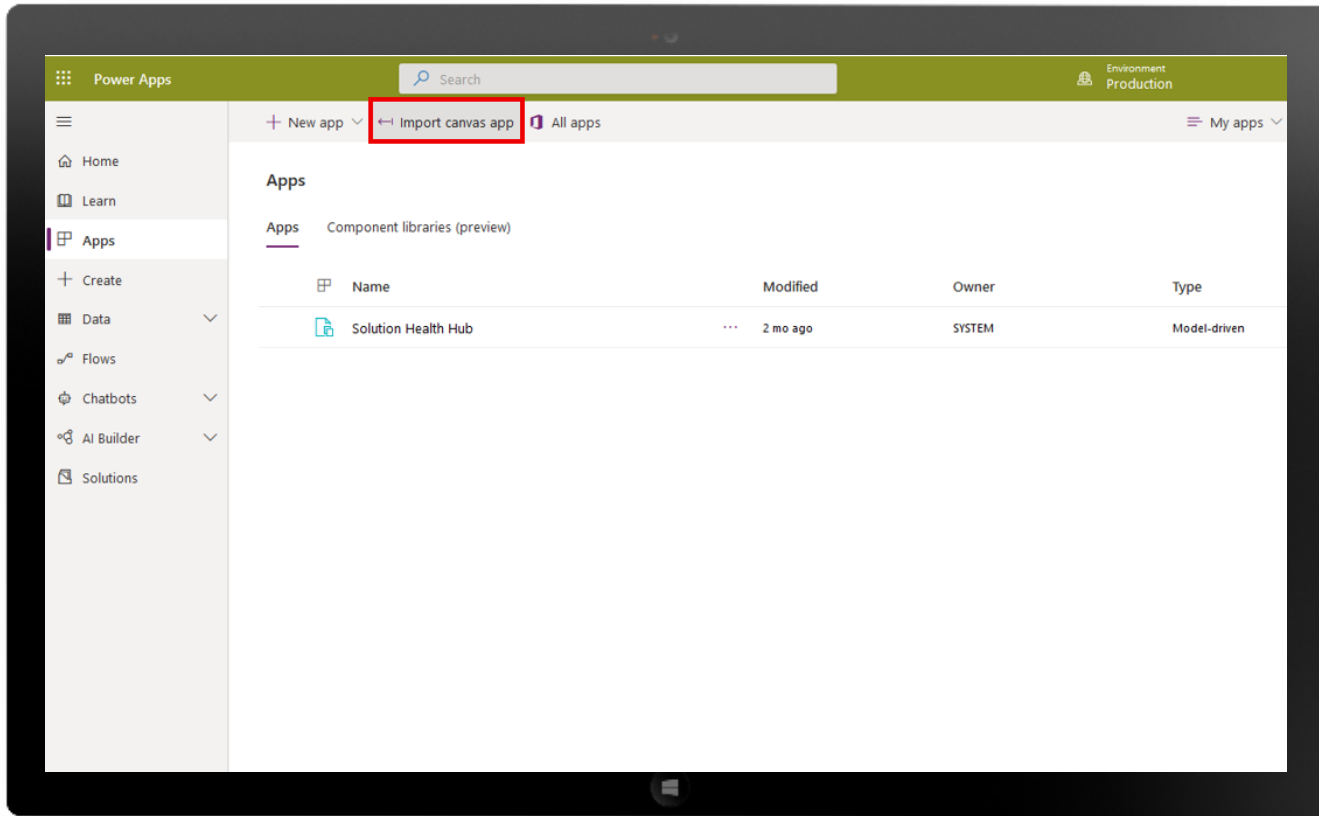 Power Apps
Search
Environment
Production
New app
Import canvas app
All apps
My apps
Home
Learn
Apps
Create
Data
Flows
Chatbots
AI Builder
Solutions
Apps
Apps
Component libraries (preview)
Name
Modified
Owner
Type
Solution Health Hub
... 2 mo ago
SYSTEM
Model-driven